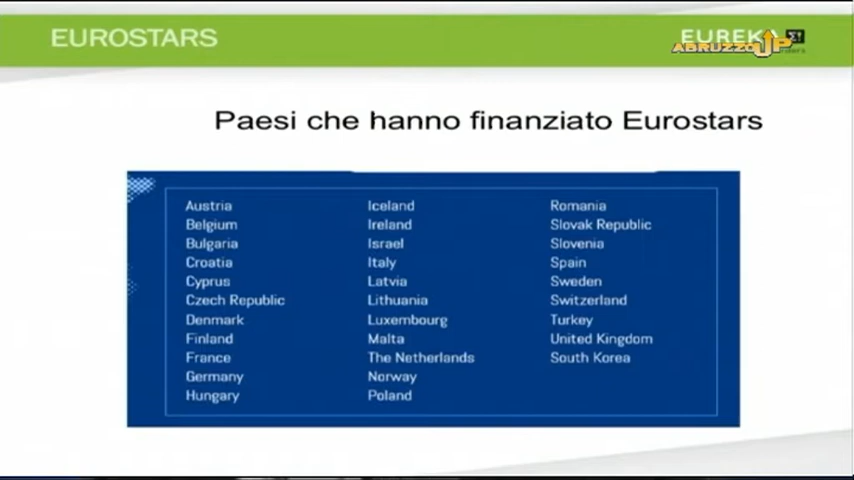 EUROSTARS
EUREKA Σ!
ABRUZZOUP
Paesi che hanno finanziato Eurostars
Austria
Belgium
Bulgaria
Croatia
Cyprus
Czech Republic
Denmark
Finland
France
Germany
Hungary
Iceland
Ireland
Israel
Italy
Latvia
Lithuania
Luxembourg
Malta
The Netherlands
Norway
Poland
Romania
Slovak Republic
Slovenia
Spain
Sweden
Switzerland
Turkey
United Kingdom
South Korea